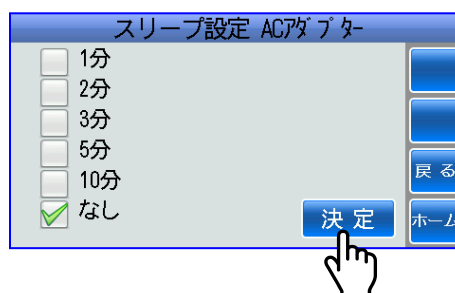 スリープ設定 ACｱﾀﾞﾌﾟﾀｰ
1分
2分
3分
5分
10分
なし
決定
戻る
ホーム